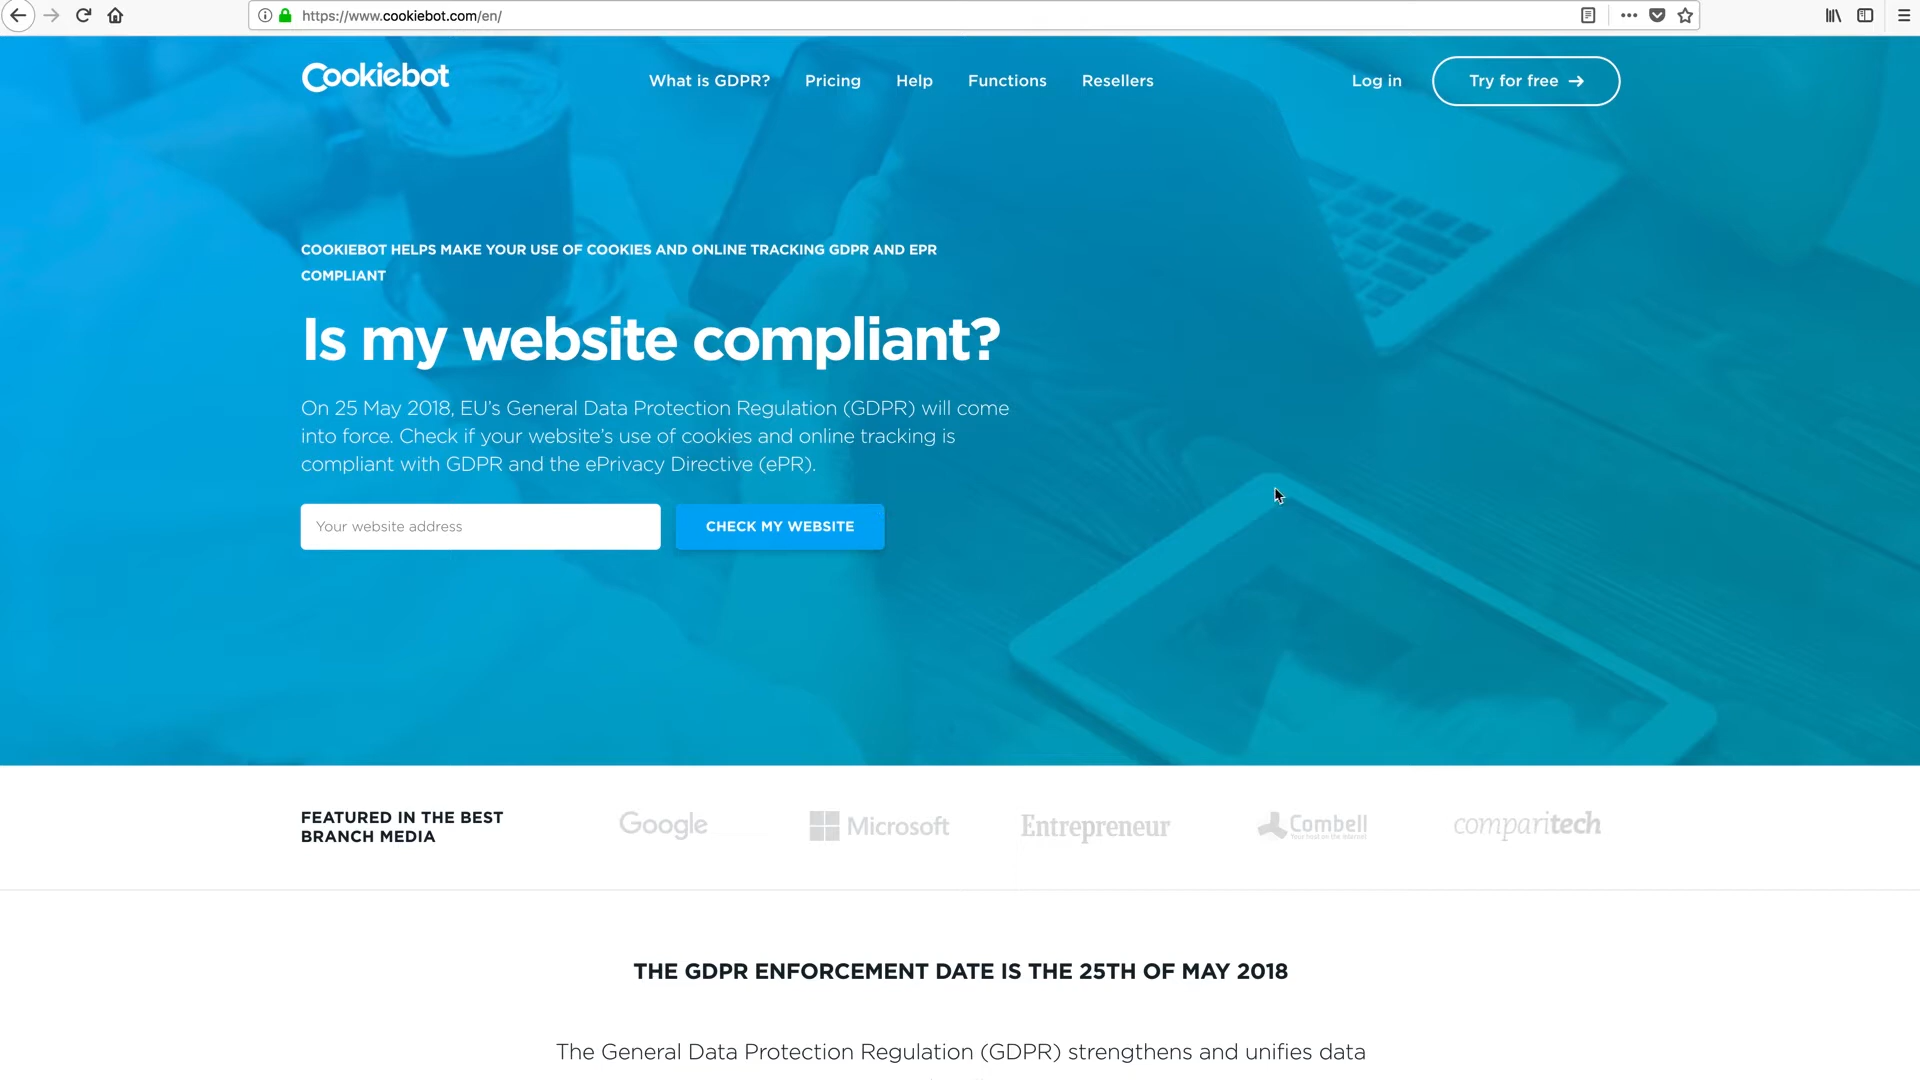 https://www.cookiebot.com/en/
Cookiebot
What is GDPR? Pricing Help Functions Resellers Log in Try for free →
COOKIEBOT HELPS MAKE YOUR USE OF COOKIES AND ONLINE TRACKING GDPR AND EPR
COMPLIANT
Is my website compliant?
On 25 May 2018, EU’s General Data Protection Regulation (GDPR) will come
into force. Check if your website’s use of cookies and online tracking is
compliant with GDPR and the ePrivacy Directive (ePR).
Your website address CHECK MY WEBSITE
FEATURED IN THE BEST
BRANCH MEDIA
Google Microsoft Entrepreneur Combell comparitech
Your host on the internet
THE GDPR ENFORCEMENT DATE IS THE 25TH OF MAY 2018
The General Data Protection Regulation (GDPR) strengthens and unifies data